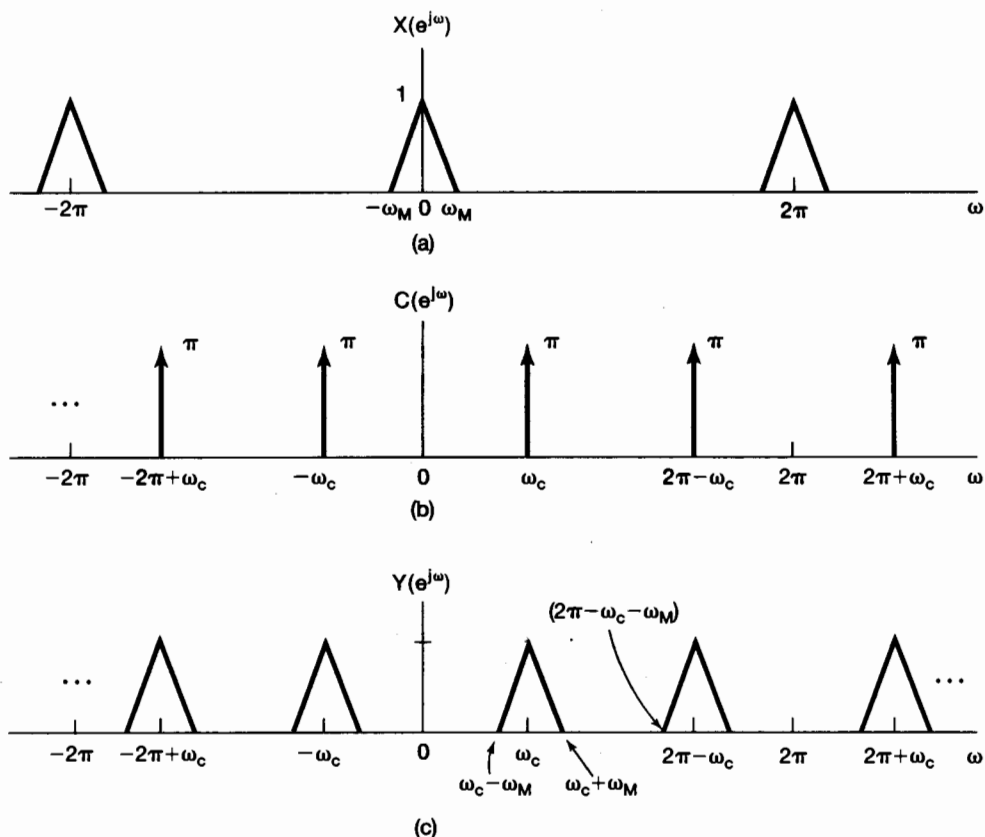 X(e^{jω})
1
−2π −ω_M 0 ω_M 2π ω
(a)
C(e^{jω})
π π π π π
...
−2π −2π+ω_c −ω_c 0 ω_c 2π−ω_c 2π 2π+ω_c ω
(b)
Y(e^{jω})
(2π−ω_c−ω_M)
... ...
−2π −2π+ω_c −ω_c 0 ω_c 2π−ω_c 2π 2π+ω_c ω
ω_c−ω_M ω_c+ω_M
(c)